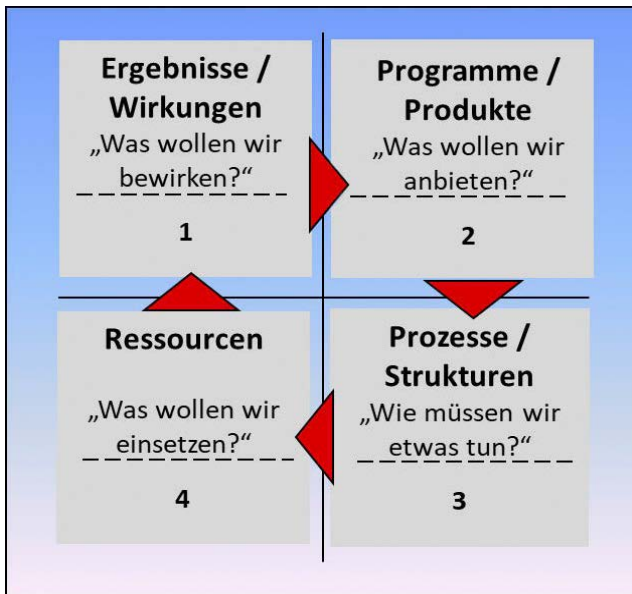 Ergebnisse /
Wirkungen
„Was wollen wir
bewirken?“
1
Programme /
Produkte
„Was wollen wir
anbieten?“
2
Ressourcen
„Was wollen wir
einsetzen?“
4
Prozesse /
Strukturen
„Wie müssen wir
etwas tun?“
3